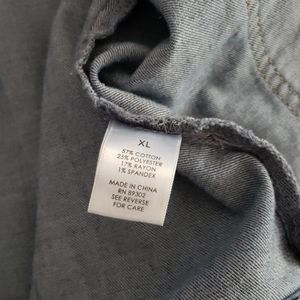 XL
57% COTTON
25% POLYESTER
17% RAYON
1% SPANDEX
MADE IN CHINA
RN 89302
SEE REVERSE
FOR CARE